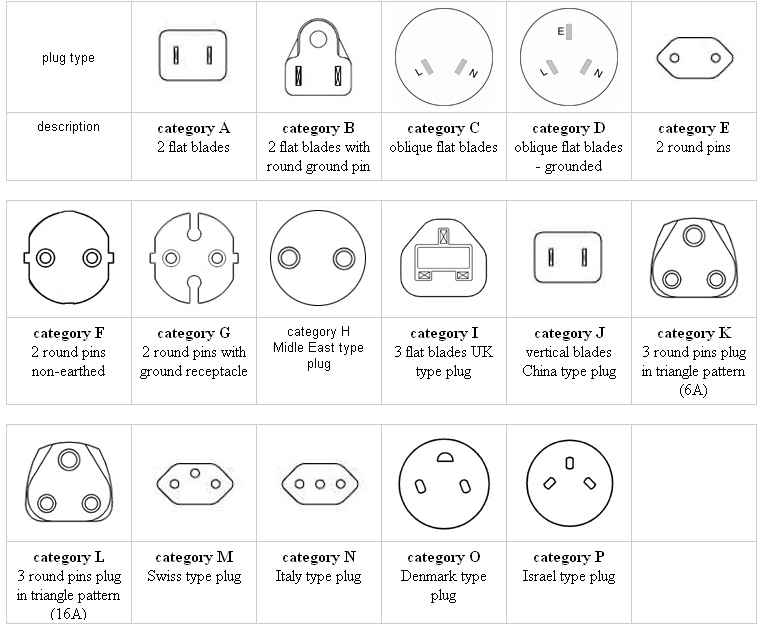 plug type
E
L
N
L
N
description
category A
2 flat blades
category B
2 flat blades with
round ground pin
category C
oblique flat blades
category D
oblique flat blades
- grounded
category E
2 round pins
category F
2 round pins
non-earthed
category G
2 round pins with
ground receptacle
category H
Midle East type
plug
category I
3 flat blades UK
type plug
category J
vertical blades
China type plug
category K
3 round pins plug
in triangle pattern
(6A)
category L
3 round pins plug
in triangle pattern
(16A)
category M
Swiss type plug
category N
Italy type plug
category O
Denmark type
plug
category P
Israel type plug